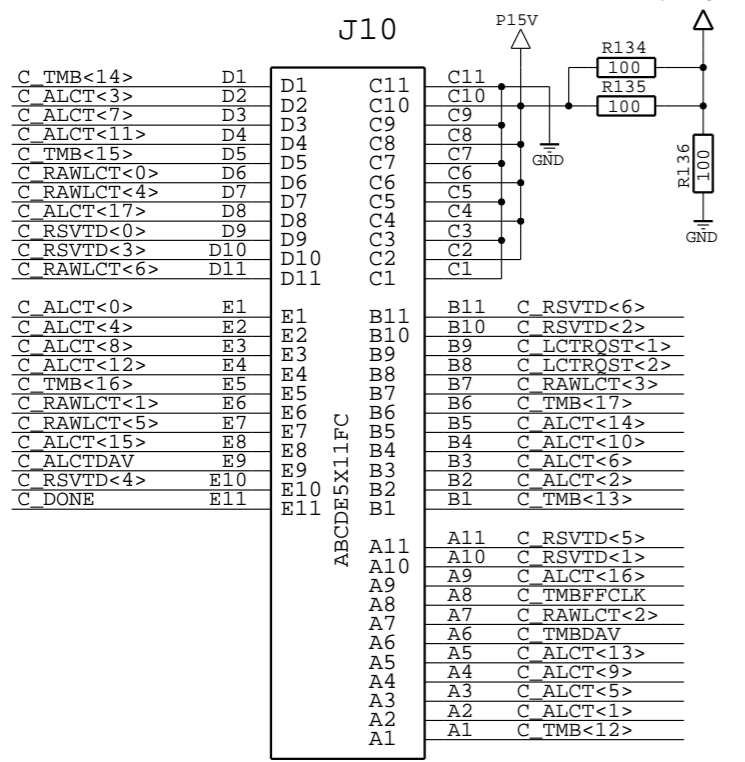 J10
P15V
R134
100
R135
100
R136
100
GND
GND
C_TMB<14> D1 D1 C11 C11
C_ALCT<3> D2 D2 C10 C10
C_ALCT<7> D3 D3 C9 C9
C_ALCT<11> D4 D4 C8 C8
C_TMB<15> D5 D5 C7 C7
C_RAWLCT<0> D6 D6 C6 C6
C_RAWLCT<4> D7 D7 C5 C5
C_ALCT<17> D8 D8 C4 C4
C_RSVTD<0> D9 D9 C3 C3
C_RSVTD<3> D10 D10 C2 C2
C_RAWLCT<6> D11 D11 C1 C1
C_ALCT<0> E1 E1 B11 B11 C_RSVTD<6>
C_ALCT<4> E2 E2 B10 B10 C_RSVTD<2>
C_ALCT<8> E3 E3 B9 B9 C_LCTRQST<1>
C_ALCT<12> E4 E4 B8 B8 C_LCTRQST<2>
C_TMB<16> E5 E5 B7 B7 C_RAWLCT<3>
C_RAWLCT<1> E6 E6 B6 B6 C_TMB<17>
C_RAWLCT<5> E7 E7 B5 B5 C_ALCT<14>
C_ALCT<15> E8 E8 B4 B4 C_ALCT<10>
C_ALCTDAV E9 E9 B3 B3 C_ALCT<6>
C_RSVTD<4> E10 E10 B2 B2 C_ALCT<2>
C_DONE E11 E11 B1 B1 C_TMB<13>
ABCDE5X11FC
A11 A11 C_RSVTD<5>
A10 A10 C_RSVTD<1>
A9 A9 C_ALCT<16>
A8 A8 C_TMBFFCLK
A7 A7 C_RAWLCT<2>
A6 A6 C_TMBDAV
A5 A5 C_ALCT<13>
A4 A4 C_ALCT<9>
A3 A3 C_ALCT<5>
A2 A2 C_ALCT<1>
A1 A1 C_TMB<12>